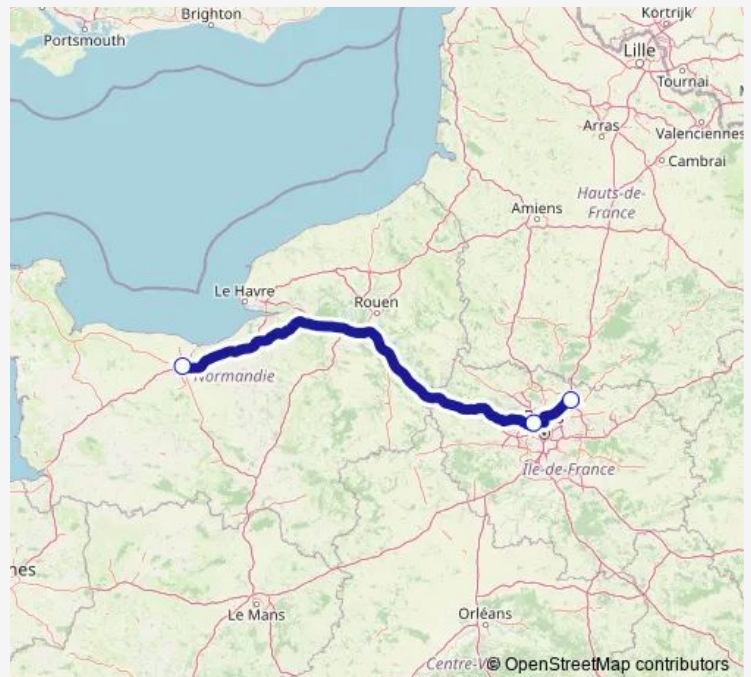 Kortrijk
Brighton
Portsmouth
Lille
Tournai
Arras
Valenciennes
Cambrai
Hauts-de-
France
Amiens
Le Havre
Rouen
Normandie
Île-de-France
nes
Le Mans
Orléans
© OpenStreetMap contributors